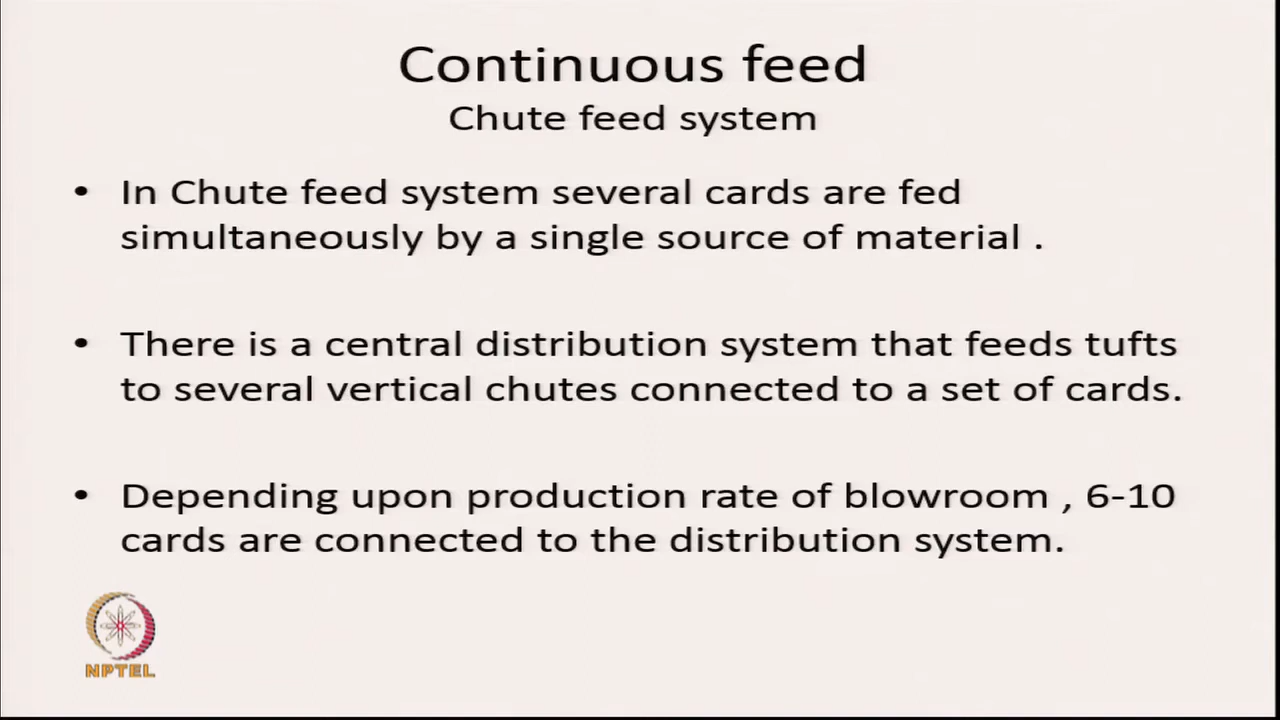 Continuous feed
Chute feed system
• In Chute feed system several cards are fed
simultaneously by a single source of material .
• There is a central distribution system that feeds tufts
to several vertical chutes connected to a set of cards.
• Depending upon production rate of blowroom , 6-10
cards are connected to the distribution system.
NPTEL